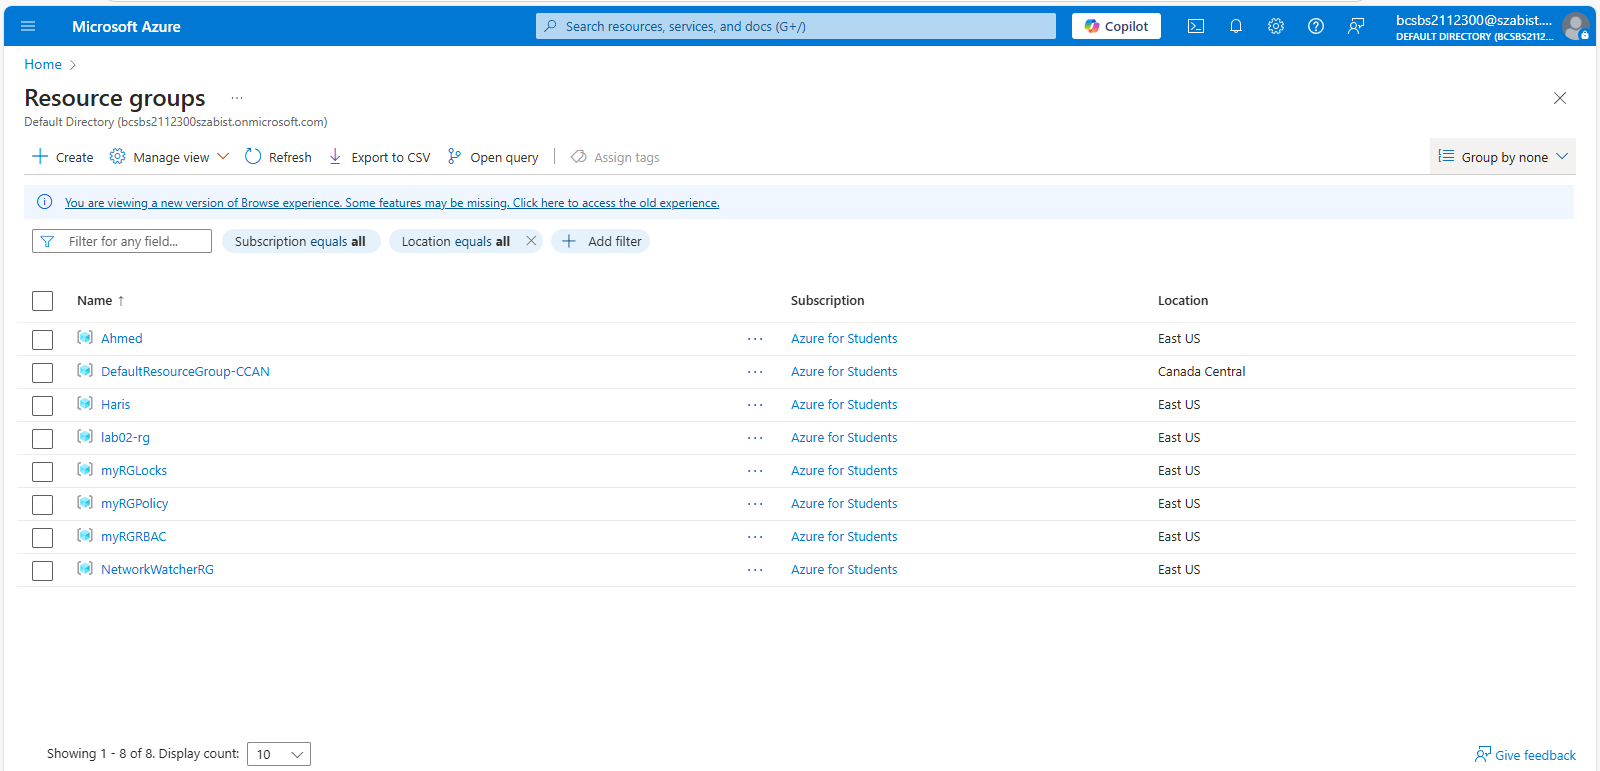 Microsoft Azure
Search resources, services, and docs (G+/)
Copilot
bcsbs2112300@szabist....
DEFAULT DIRECTORY (BCSBS2112...
Home
Resource groups
Default Directory (bcsbs2112300szabist.onmicrosoft.com)
Create Manage view Refresh Export to CSV Open query Assign tags Group by none
You are viewing a new version of Browse experience. Some features may be missing. Click here to access the old experience.
Filter for any field... Subscription equals all Location equals all Add filter
Name ↑ Subscription Location
Ahmed ... Azure for Students East US
DefaultResourceGroup-CCAN ... Azure for Students Canada Central
Haris ... Azure for Students East US
lab02-rg ... Azure for Students East US
myRGLocks ... Azure for Students East US
myRGPolicy ... Azure for Students East US
myRGRBAC ... Azure for Students East US
NetworkWatcherRG ... Azure for Students East US
Showing 1 - 8 of 8. Display count: 10
Give feedback